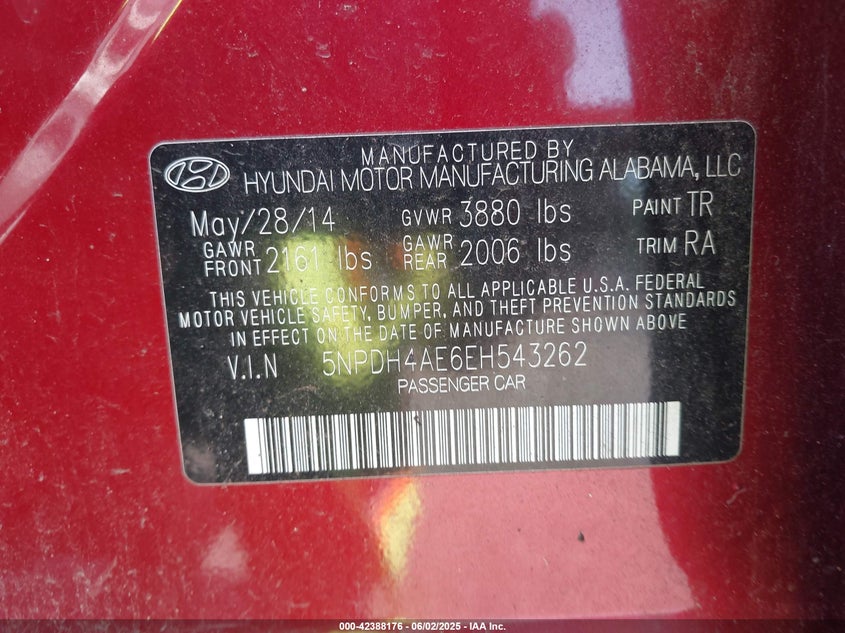 MANUFACTURED BY
HYUNDAI MOTOR MANUFACTURING ALABAMA, LLC
May/28/14 GVWR 3880 lbs PAINT TR
GAWR FRONT 2161 lbs GAWR REAR 2006 lbs TRIM RA
THIS VEHICLE CONFORMS TO ALL APPLICABLE U.S.A. FEDERAL
MOTOR VEHICLE SAFETY, BUMPER, AND THEFT PREVENTION STANDARDS
IN EFFECT ON THE DATE OF MANUFACTURE SHOWN ABOVE
V.I.N 5NPDH4AE6EH543262
PASSENGER CAR
000-42388176 - 06/02/2025 - IAA Inc.